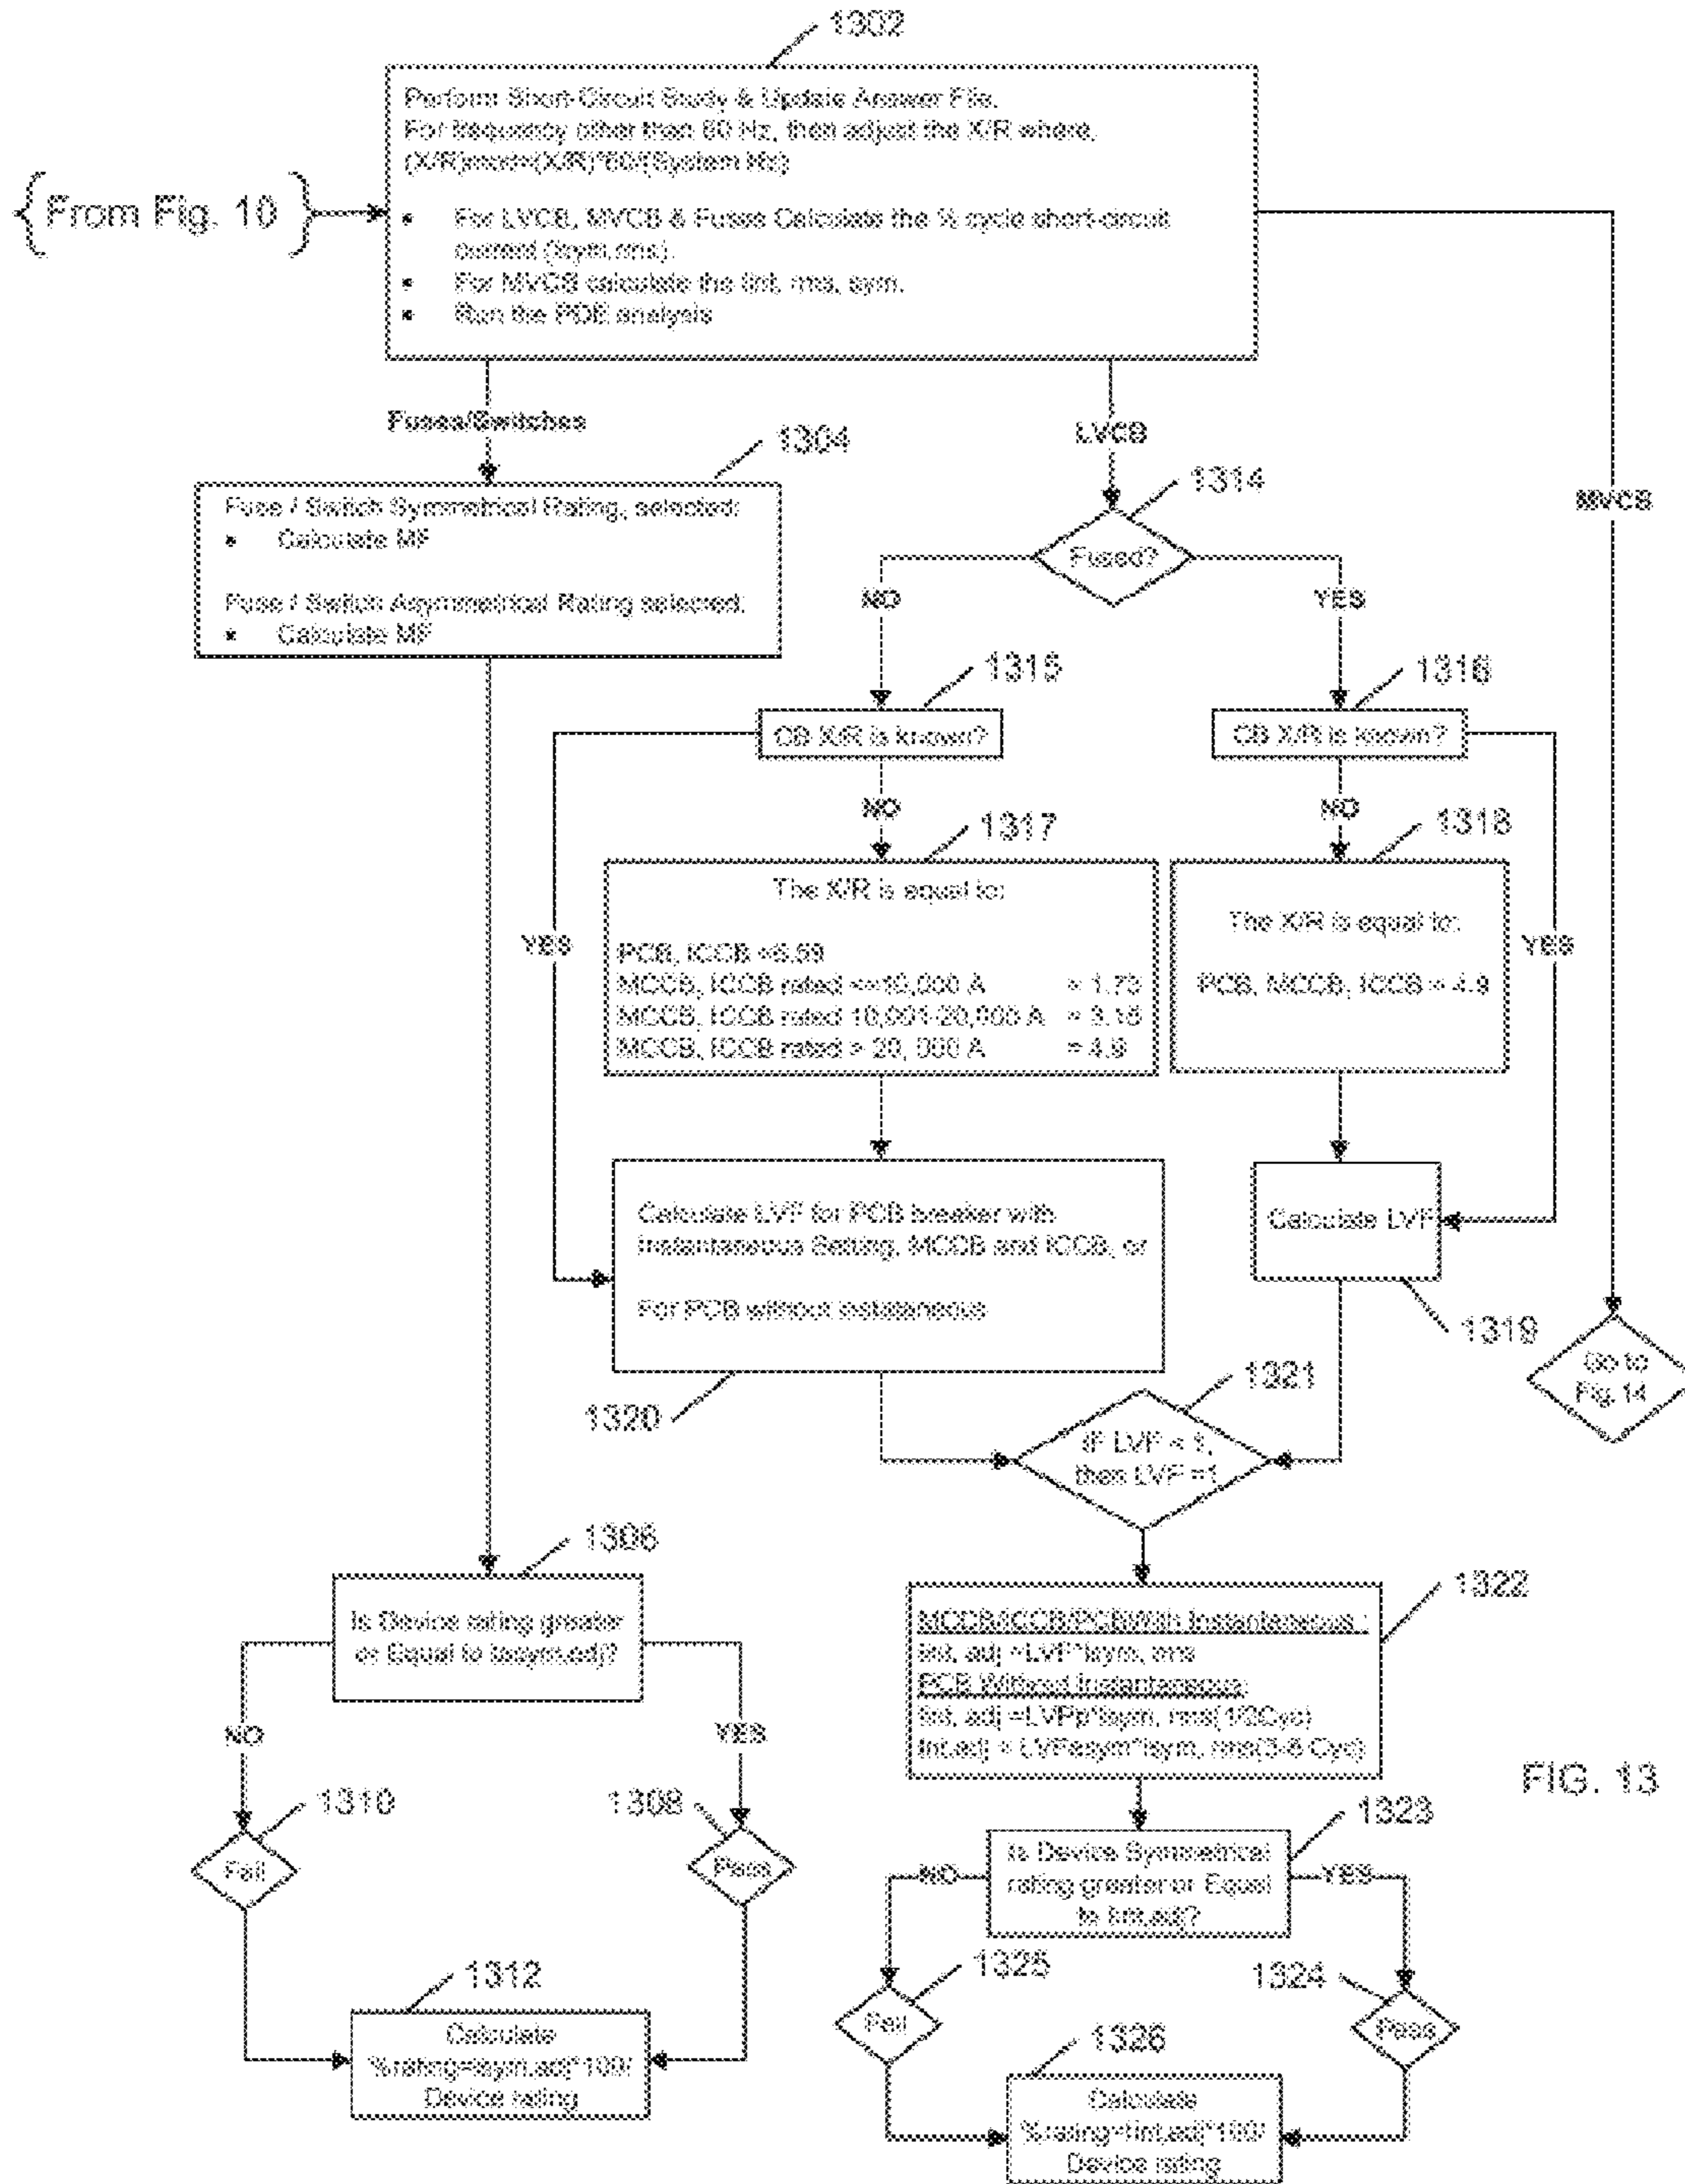 1302
Perform Short Circuit Study & Update Answer File.
For frequency other than 60 Hz, then adjust the X/R where,
(X/R)mod=(X/R)*60/(System Hz)
{From Fig. 10}
• For LVCB, MVCB & Fuses Calculate the ½ cycle short-circuit
current (Isym,rms).
• For MVCB calculate the Iint, rms, sym.
• Run the PDE analysis
Fuses/Switches
LVCB
MVCB
1304
Fuse / Switch Symmetrical Rating, selected:
• Calculate MF
Fuse / Switch Asymmetrical Rating selected:
• Calculate MF
1314
Fused?
NO
YES
1315
CB X/R is known?
1316
CB X/R is known?
NO
NO
YES
YES
1317
The X/R is equal to:
PCB, ICCB =6.59
MCCB, ICCB rated <=10,000 A = 1.73
MCCB, ICCB rated 10,001-20,000 A = 3.18
MCCB, ICCB rated > 20, 000 A = 4.9
1318
The X/R is equal to:
PCB, MCCB, ICCB = 4.9
Calculate LVF for PCB breaker with
Instantaneous Setting, MCCB and ICCB, or
For PCB without instataneous
1320
Calculate LVF
1319
Go to
Fig. 14
1321
IF LVF < 1,
then LVF =1
1306
Is Device rating greater
or Equal to Iasym,adj?
NO
YES
1310
Fail
1308
Pass
1312
Calculate
%rating=Isym,adj*100/
Device rating
1322
MCCB/ICCB/PCBWith Instantaneous :
Iint, adj =LVF*Isym, rms
PCB Without Instantaneous:
Iint, adj =LVFp*Isym, rms(1/2Cyc)
Int,adj = LVFasym*Isym, rms(3-8 Cyc)
FIG. 13
1323
Is Device Symmetrical
rating greater or Equal
to Iint,adj?
NO
YES
1325
Fail
1324
Pass
1326
Calculate
%rating=Iint,adj*100/
Device rating